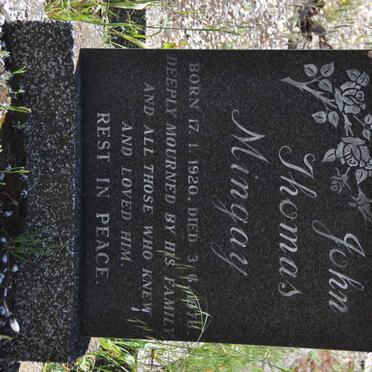 John
Thomas
Mingay
BORN 17. 1. 1920. DIED 3.
DEEPLY MOURNED BY HIS FAMILY
AND ALL THOSE WHO KNEW
AND LOVED HIM.
REST IN PEACE